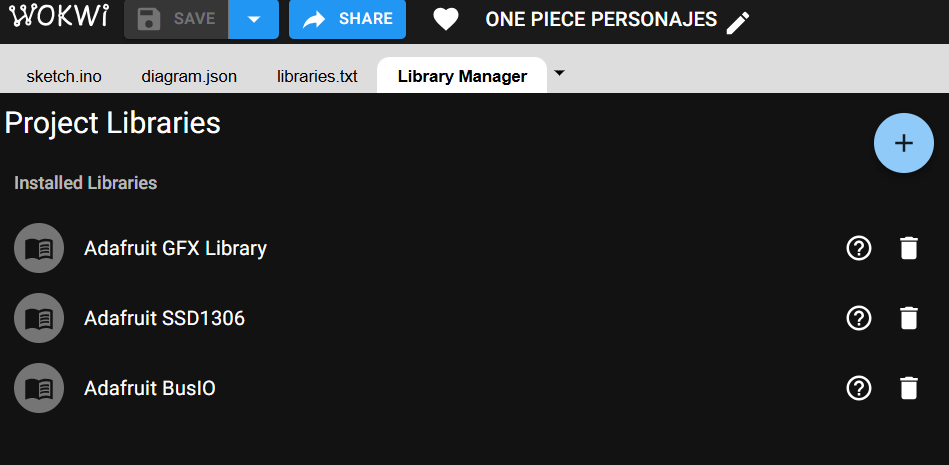 WOKWi SAVE SHARE ONE PIECE PERSONAJES
sketch.ino diagram.json libraries.txt Library Manager
Project Libraries
+
Installed Libraries
Adafruit GFX Library
Adafruit SSD1306
Adafruit BusIO